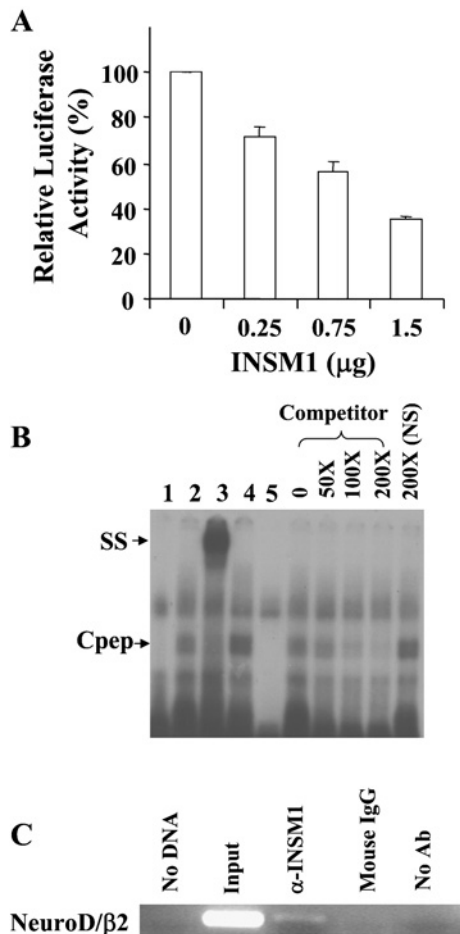 A
Relative Luciferase
Activity (%)
100
80
60
40
20
0
0 0.25 0.75 1.5
INSM1 (µg)
B
Competitor
1 2 3 4 5 0 50X 100X 200X 200X (NS)
SS
Cpep
C
No DNA Input α-INSM1 Mouse IgG No Ab
NeuroD/β2